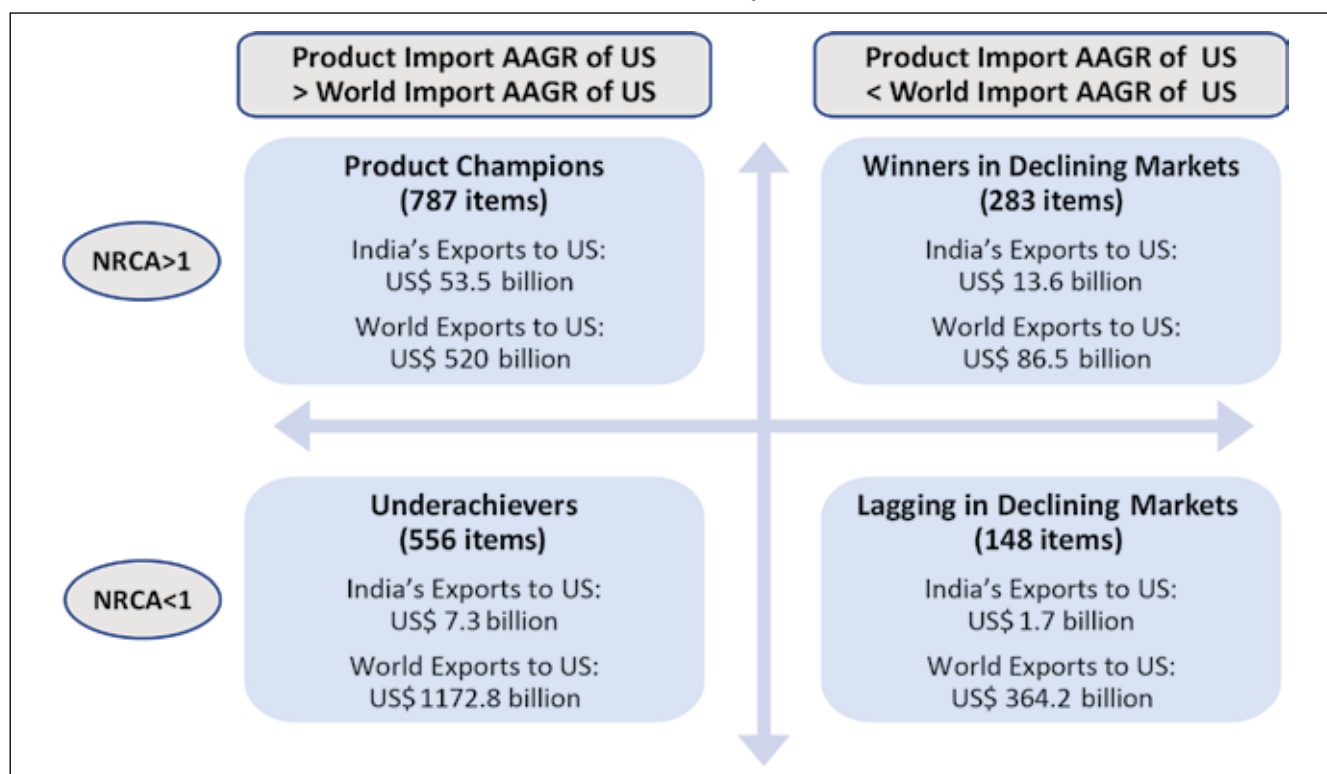 Product Import AAGR of US
> World Import AAGR of US
Product Import AAGR of US
< World Import AAGR of US
NRCA>1
Product Champions
(787 items)
India’s Exports to US:
US$ 53.5 billion
World Exports to US:
US$ 520 billion
Winners in Declining Markets
(283 items)
India’s Exports to US:
US$ 13.6 billion
World Exports to US:
US$ 86.5 billion
NRCA<1
Underachievers
(556 items)
India’s Exports to US:
US$ 7.3 billion
World Exports to US:
US$ 1172.8 billion
Lagging in Declining Markets
(148 items)
India’s Exports to US:
US$ 1.7 billion
World Exports to US:
US$ 364.2 billion